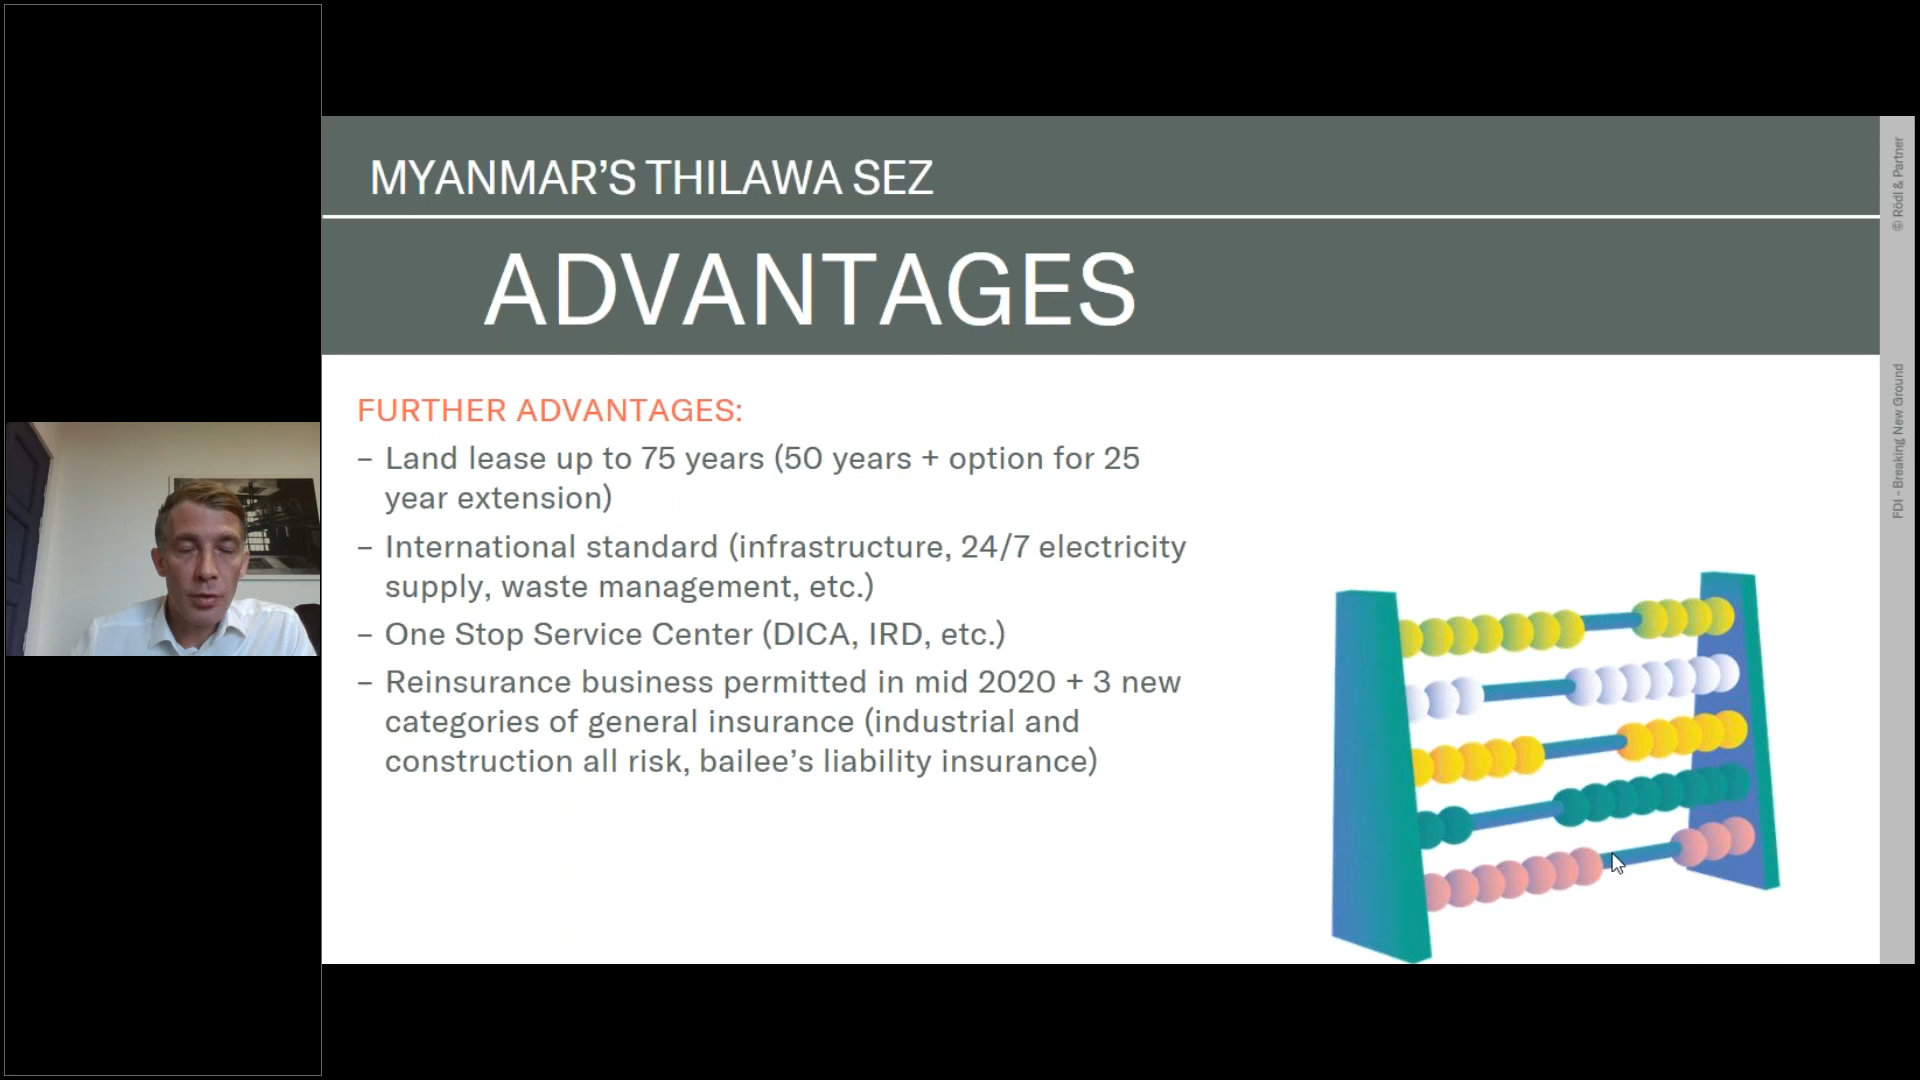 MYANMAR’S THILAWA SEZ
ADVANTAGES
FURTHER ADVANTAGES:
– Land lease up to 75 years (50 years + option for 25
year extension)
– International standard (infrastructure, 24/7 electricity
supply, waste management, etc.)
– One Stop Service Center (DICA, IRD, etc.)
– Reinsurance business permitted in mid 2020 + 3 new
categories of general insurance (industrial and
construction all risk, bailee’s liability insurance)
© Rödl & Partner
FDI - Breaking New Ground